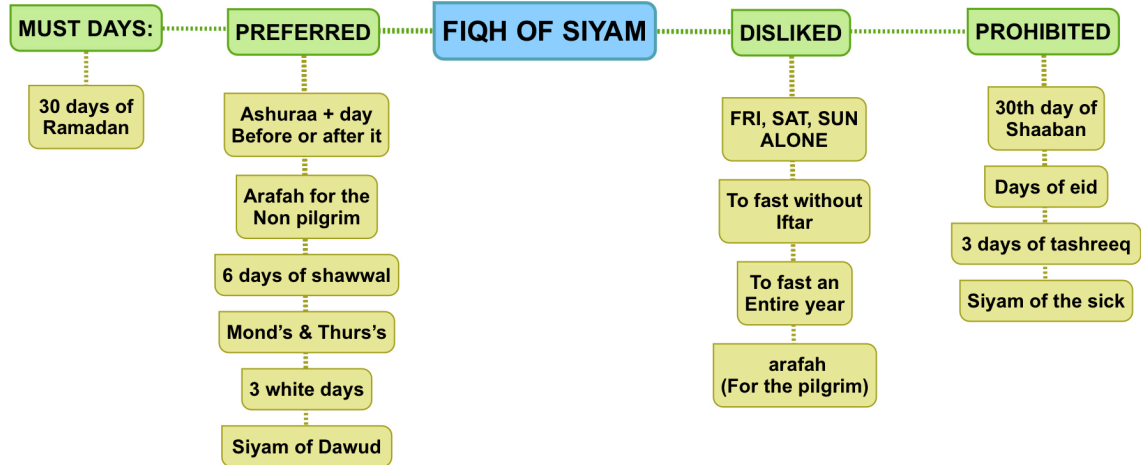 MUST DAYS:
PREFERRED
FIQH OF SIYAM
DISLIKED
PROHIBITED
30 days of
Ramadan
Ashuraa + day
Before or after it
Arafah for the
Non pilgrim
6 days of shawwal
Mond’s & Thurs’s
3 white days
Siyam of Dawud
FRI, SAT, SUN
ALONE
To fast without
Iftar
To fast an
Entire year
arafah
(For the pilgrim)
30th day of
Shaaban
Days of eid
3 days of tashreeq
Siyam of the sick